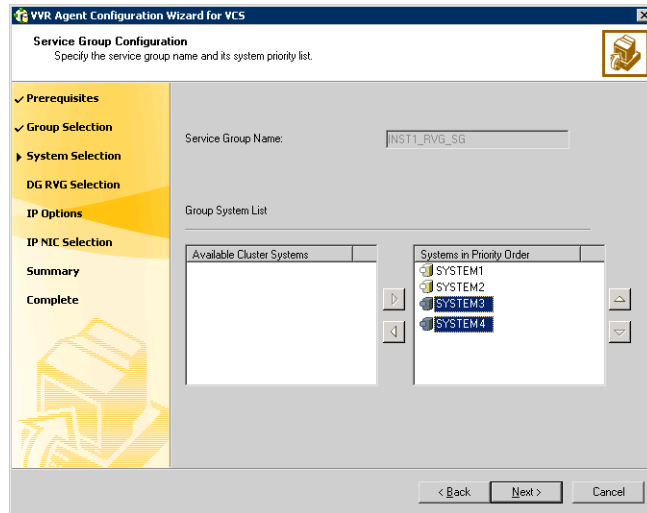 VVR Agent Configuration Wizard for VCS
Service Group Configuration
Specify the service group name and its system priority list.
Prerequisites
Group Selection
System Selection
DG RVG Selection
IP Options
IP NIC Selection
Summary
Complete
Service Group Name:
INST1_RVG_SG
Group System List
Available Cluster Systems
Systems in Priority Order
SYSTEM1
SYSTEM2
SYSTEM3
SYSTEM4
< Back
Next >
Cancel